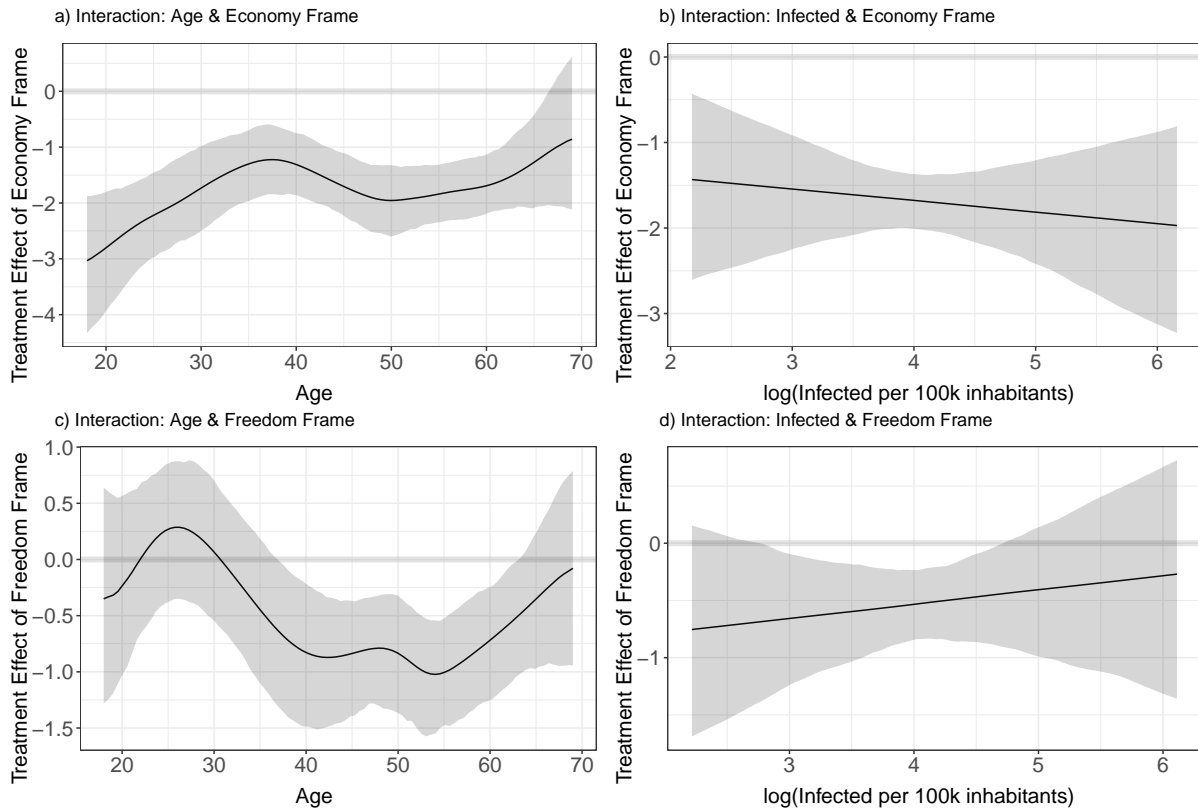 a) Interaction: Age & Economy Frame
Treatment Effect of Economy Frame
0
−1
−2
−3
−4
20 30 40 50 60 70
Age
b) Interaction: Infected & Economy Frame
Treatment Effect of Economy Frame
0
−1
−2
−3
2 3 4 5 6
log(Infected per 100k inhabitants)
c) Interaction: Age & Freedom Frame
Treatment Effect of Freedom Frame
1.0
0.5
0.0
−0.5
−1.0
−1.5
20 30 40 50 60 70
Age
d) Interaction: Infected & Freedom Frame
Treatment Effect of Freedom Frame
0
−1
3 4 5 6
log(Infected per 100k inhabitants)